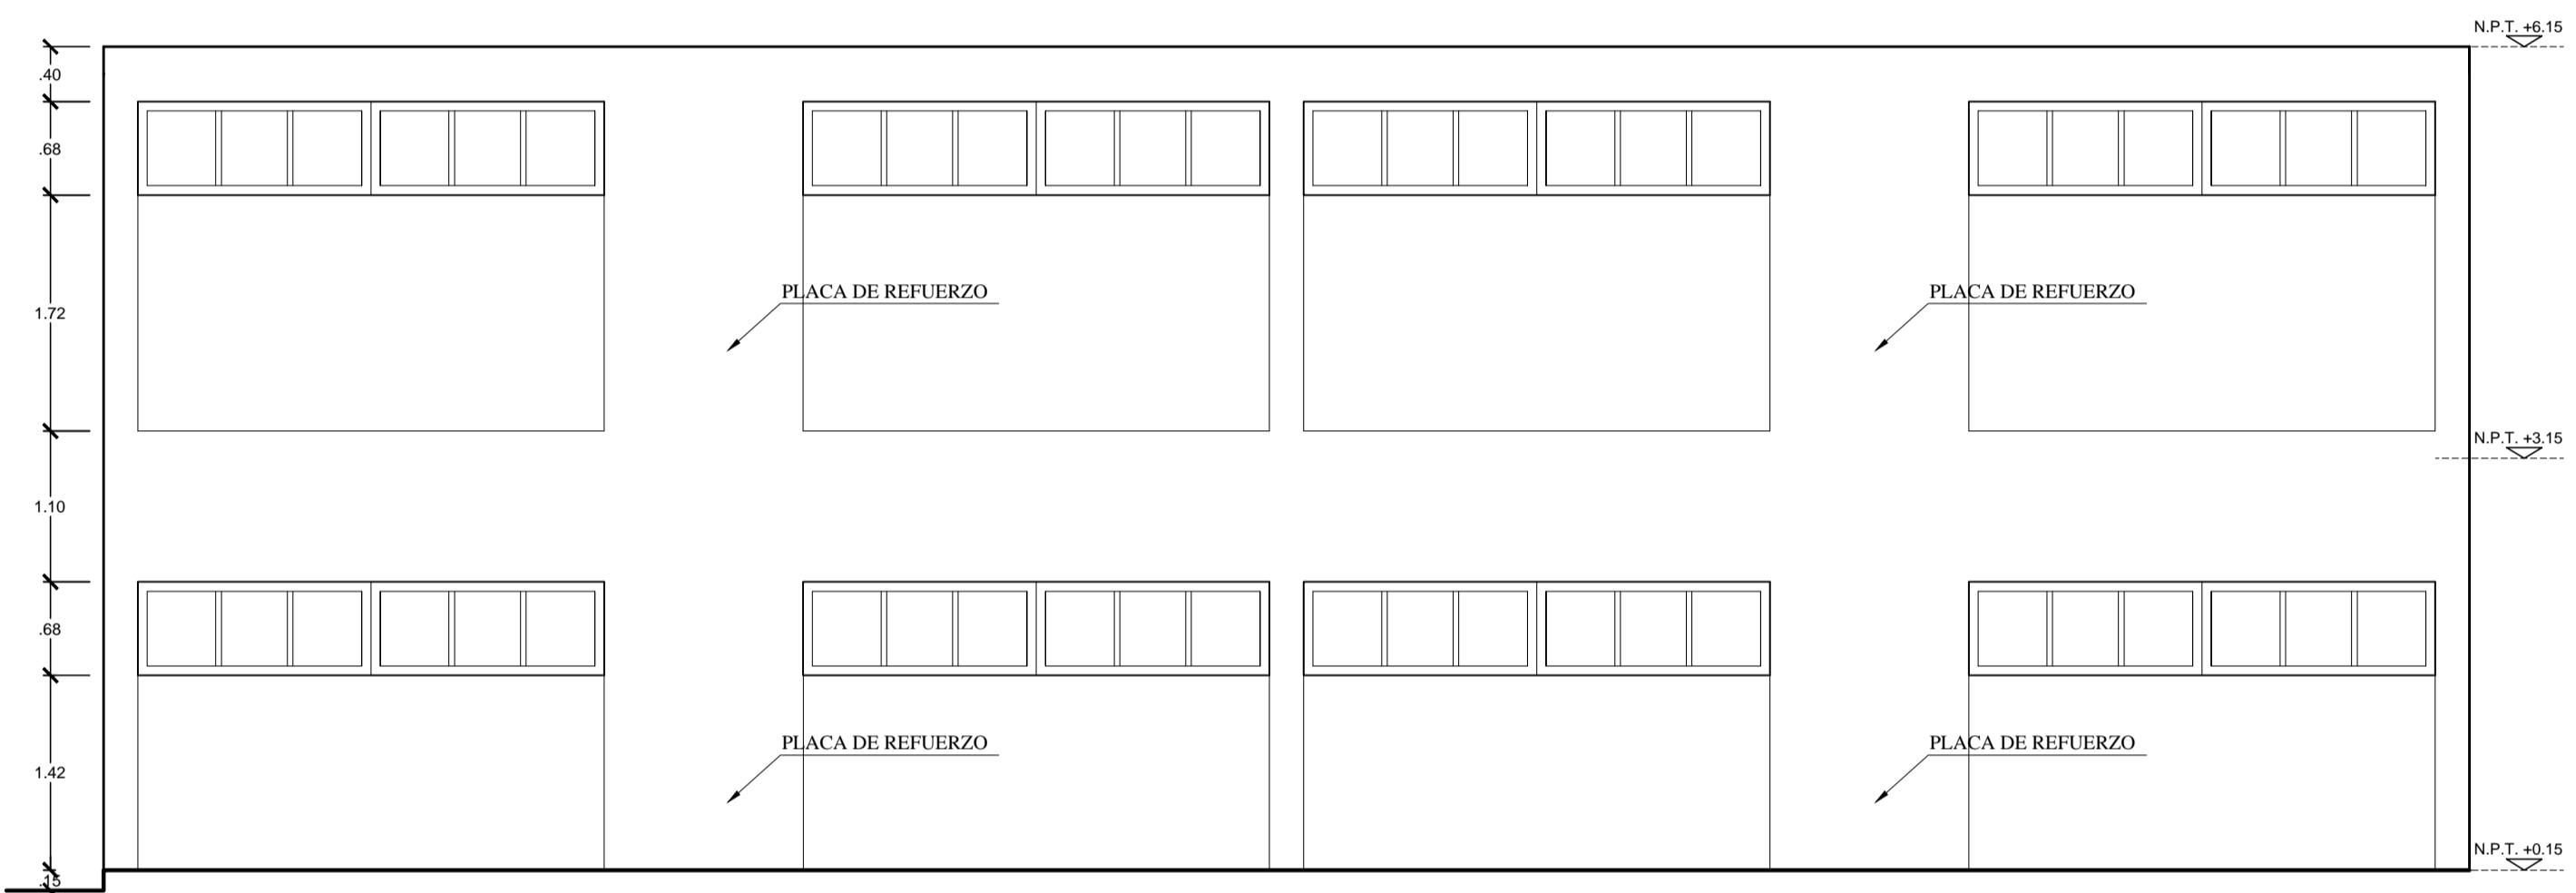 N.P.T. +6.15
.40
.68
PLACA DE REFUERZO
PLACA DE REFUERZO
1.72
N.P.T. +3.15
1.10
.68
PLACA DE REFUERZO
PLACA DE REFUERZO
1.42
N.P.T. +0.15
.15